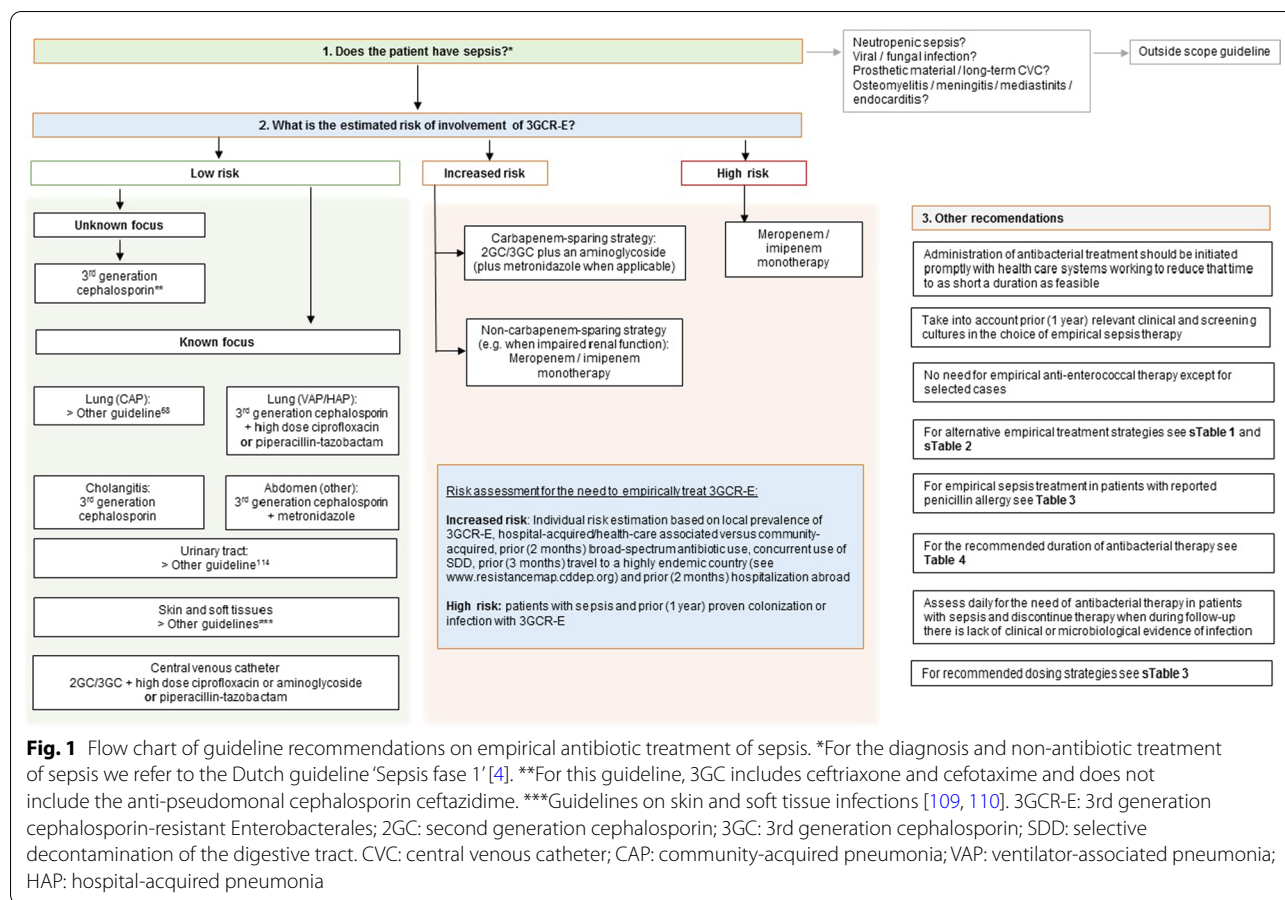 1. Does the patient have sepsis?*
Neutropenic sepsis?
Viral / fungal infection?
Prosthetic material / long-term CVC?
Osteomyelitis / meningitis / mediastinits /
endocarditis?
Outside scope guideline
2. What is the estimated risk of involvement of 3GCR-E?
Low risk
Increased risk
High risk
Unknown focus
3rd generation
cephalosporin**
Known focus
Lung (CAP):
> Other guideline68
Lung (VAP/HAP):
3rd generation cephalosporin
+ high dose ciprofloxacin
or piperacillin-tazobactam
Cholangitis:
3rd generation
cephalosporin
Abdomen (other):
3rd generation cephalosporin
+ metronidazole
Urinary tract:
> Other guideline114
Skin and soft tissues
> Other guidelines***
Central venous catheter
2GC/3GC + high dose ciprofloxacin or aminoglycoside
or piperacillin-tazobactam
Carbapenem-sparing strategy:
2GC/3GC plus an aminoglycoside
(plus metronidazole when applicable)
Non-carbapenem-sparing strategy
(e.g. when impaired renal function):
Meropenem / imipenem
monotherapy
Meropenem /
imipenem
monotherapy
Risk assessment for the need to empirically treat 3GCR-E:
Increased risk: Individual risk estimation based on local prevalence of
3GCR-E, hospital-acquired/health-care associated versus community-
acquired, prior (2 months) broad-spectrum antibiotic use, concurrent use of
SDD, prior (3 months) travel to a highly endemic country (see
www.resistancemap.cddep.org) and prior (2 months) hospitalization abroad
High risk: patients with sepsis and prior (1 year) proven colonization or
infection with 3GCR-E
3. Other recomendations
Administration of antibacterial treatment should be initiated
promptly with health care systems working to reduce that time
to as short a duration as feasible
Take into account prior (1 year) relevant clinical and screening
cultures in the choice of empirical sepsis therapy
No need for empirical anti-enterococcal therapy except for
selected cases
For alternative empirical treatment strategies see sTable 1 and
sTable 2
For empirical sepsis treatment in patients with reported
penicillin allergy see Table 3
For the recommended duration of antibacterial therapy see
Table 4
Assess daily for the need of antibacterial therapy in patients
with sepsis and discontinue therapy when during follow-up
there is lack of clinical or microbiological evidence of infection
For recommended dosing strategies see sTable 3
Fig. 1 Flow chart of guideline recommendations on empirical antibiotic treatment of sepsis. *For the diagnosis and non-antibiotic treatment
of sepsis we refer to the Dutch guideline 'Sepsis fase 1' [4]. **For this guideline, 3GC includes ceftriaxone and cefotaxime and does not
include the anti-pseudomonal cephalosporin ceftazidime. ***Guidelines on skin and soft tissue infections [109, 110]. 3GCR-E: 3rd generation
cephalosporin-resistant Enterobacterales; 2GC: second generation cephalosporin; 3GC: 3rd generation cephalosporin; SDD: selective
decontamination of the digestive tract. CVC: central venous catheter; CAP: community-acquired pneumonia; VAP: ventilator-associated pneumonia;
HAP: hospital-acquired pneumonia